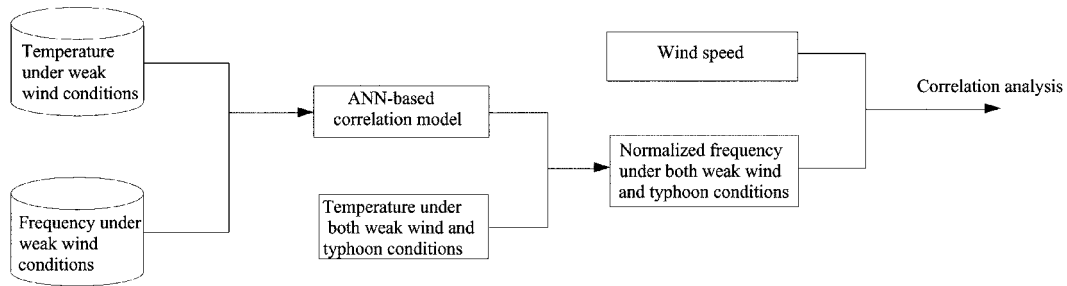 Temperature
under weak
wind conditions
Frequency under
weak wind
conditions
ANN-based
correlation model
Temperature under
both weak wind and
typhoon conditions
Wind speed
Normalized frequency
under both weak wind
and typhoon conditions
Correlation analysis